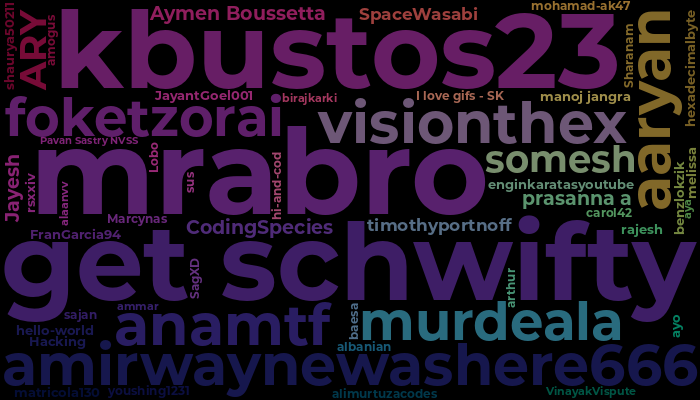 shaurya50211
ARY
amogus
kbustos23
Aymen Boussetta
SpaceWasabi
mohamad-ak47
Sharanam
aaryan
hexadecimalbyte
JayantGoel001
birajkarki
I love gifs - SK
manoj jangra
foketzorai
visionthex
Pavan Sastry NVSS
Jayesh
rsxxiv
alaanvv
mrabro
Lobo
sus
hi-and-cod
somesh
enginkaratasyoutube
prasanna a
carol42
benzlokzik
arya
melissa
Marcynas
CodingSpecies
timothyportnoff
rajesh
FranGarcia94
get schwifty
SagXD
arthur
sajan
ammar
anamtf
baesa
murdeala
ayo
hello-world
Hacking
albanian
amirwaynewashere666
matricola130
youshing1231
alimurtuzacodes
VinayakVispute